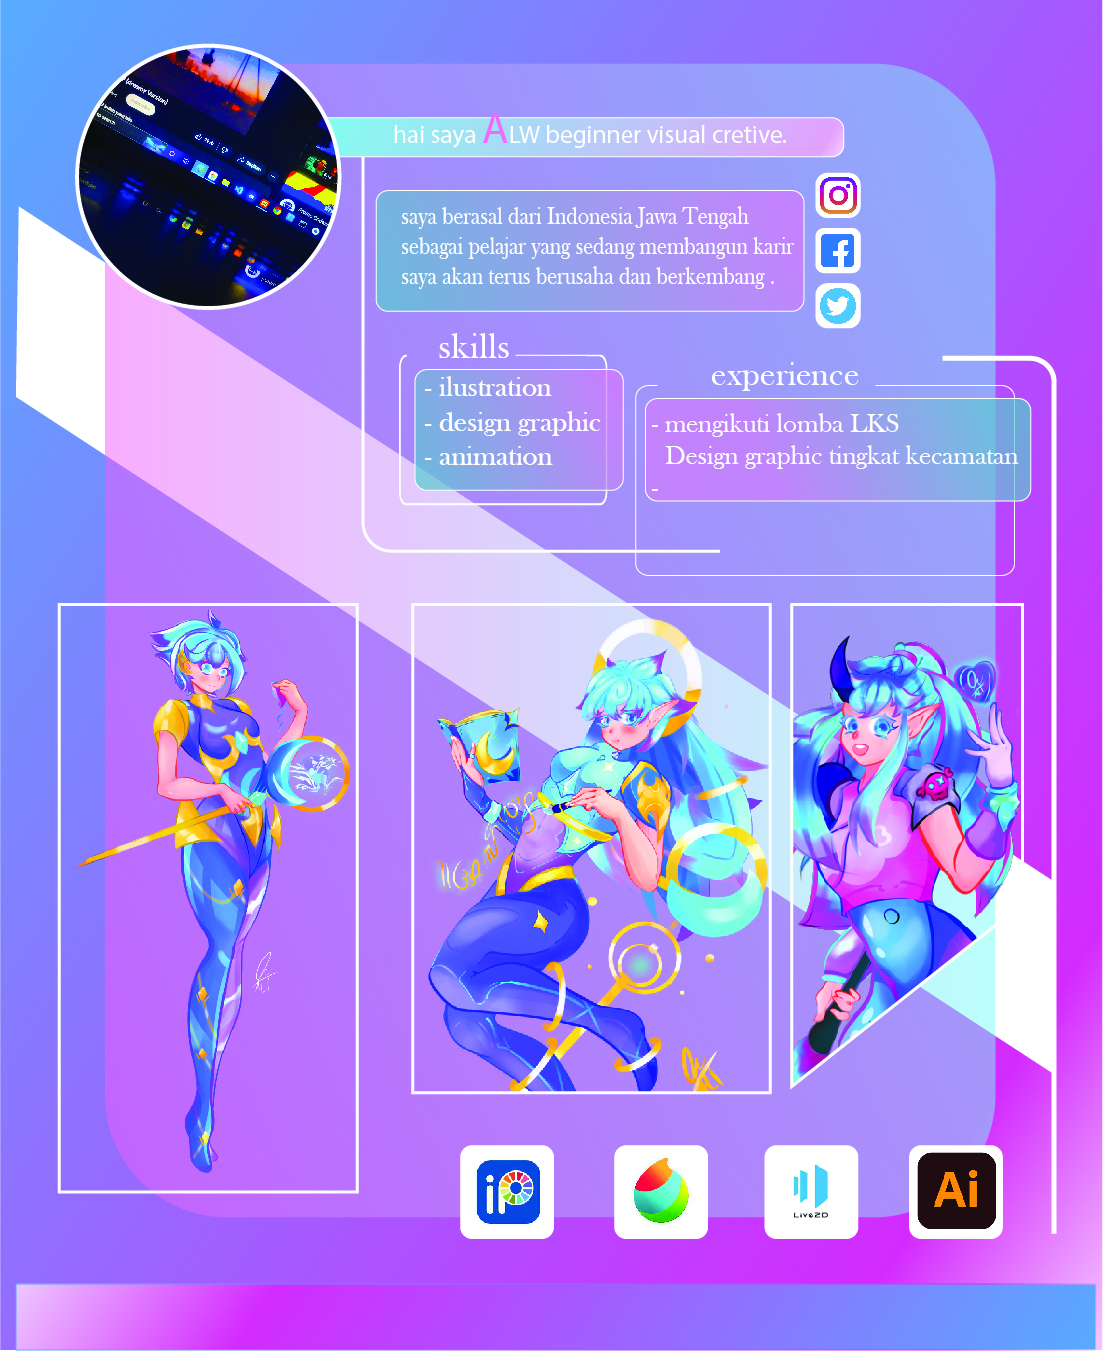 hai saya ALW beginner visual cretive.
saya berasal dari Indonesia Jawa Tengah
sebagai pelajar yang sedang membangun karir
saya akan terus berusaha dan berkembang .
skills
- ilustration
- design graphic
- animation
experience
- mengikuti lomba LKS
Design graphic tingkat kecamatan
-
iP
Live2D
Ai